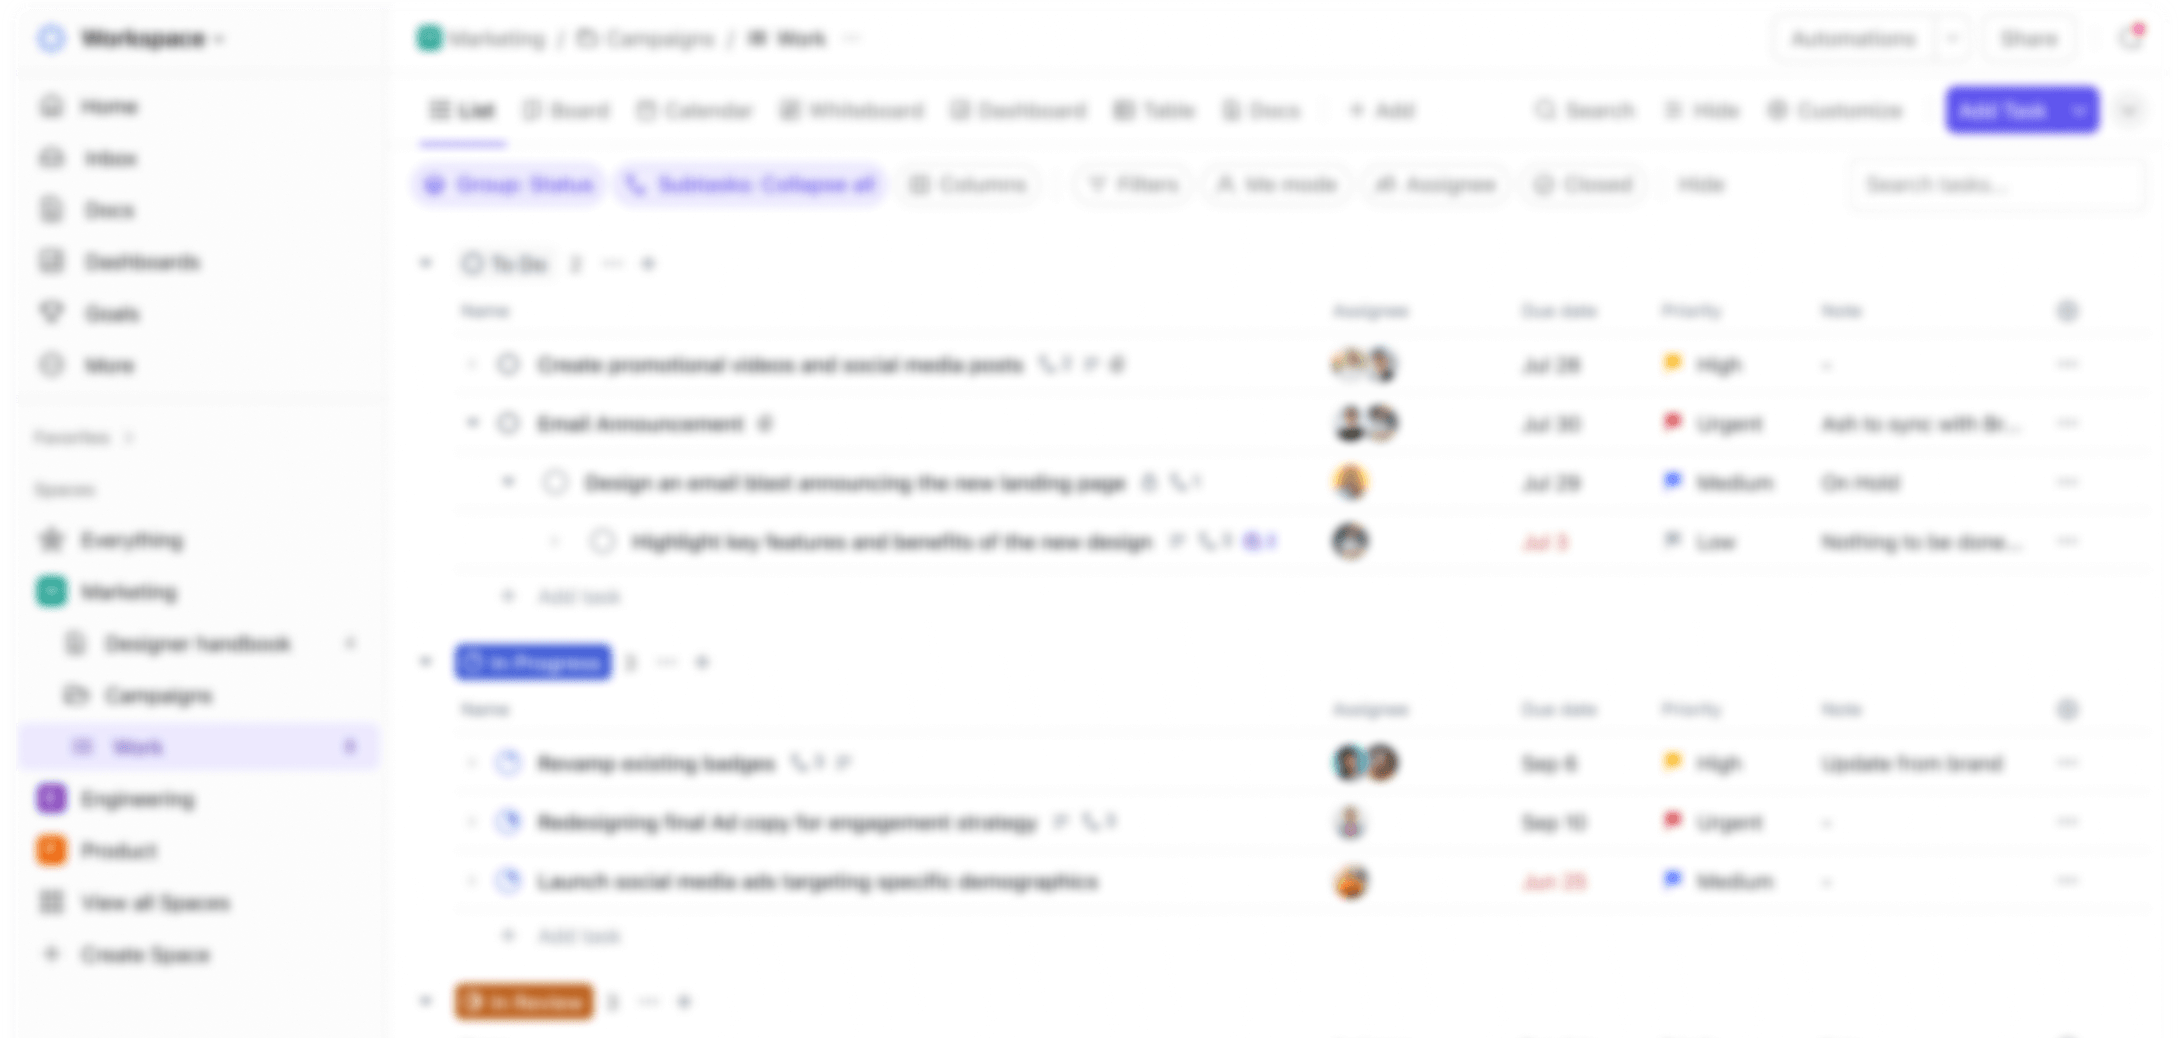 Workspace
Marketing / Campaigns / Work
Automations
Share
Home
Inbox
Docs
Dashboards
Goals
More
Favorites
Spaces
Everything
Marketing
Designer handbook
Campaigns
Work
Engineering
Product
View all Spaces
Create Space
List Board Calendar Whiteboard Dashboard Table Docs + Add
Search Hide Customize Add Task
Group: Status Subtasks: Collapse all Columns Filters Me mode Assignee Closed Hide Search tasks...
To Do 2 ... +
Name Assignee Due date Priority Note
Create promotional videos and social media posts Jul 28 High -
Email Announcement Jul 30 Urgent Ash to sync with Br...
Design an email blast announcing the new landing page 1 Jul 29 Medium On Hold
Highlight key features and benefits of the new design Jul 3 Low Nothing to be done...
+ Add task
In Progress 3 ... +
Name Assignee Due date Priority Note
Revamp existing badges Sep 6 High Update from brand
Redesigning final Ad copy for engagement strategy Sep 10 Urgent -
Launch social media ads targeting specific demographics Jun 25 Medium -
+ Add task
In Review 3 ... +